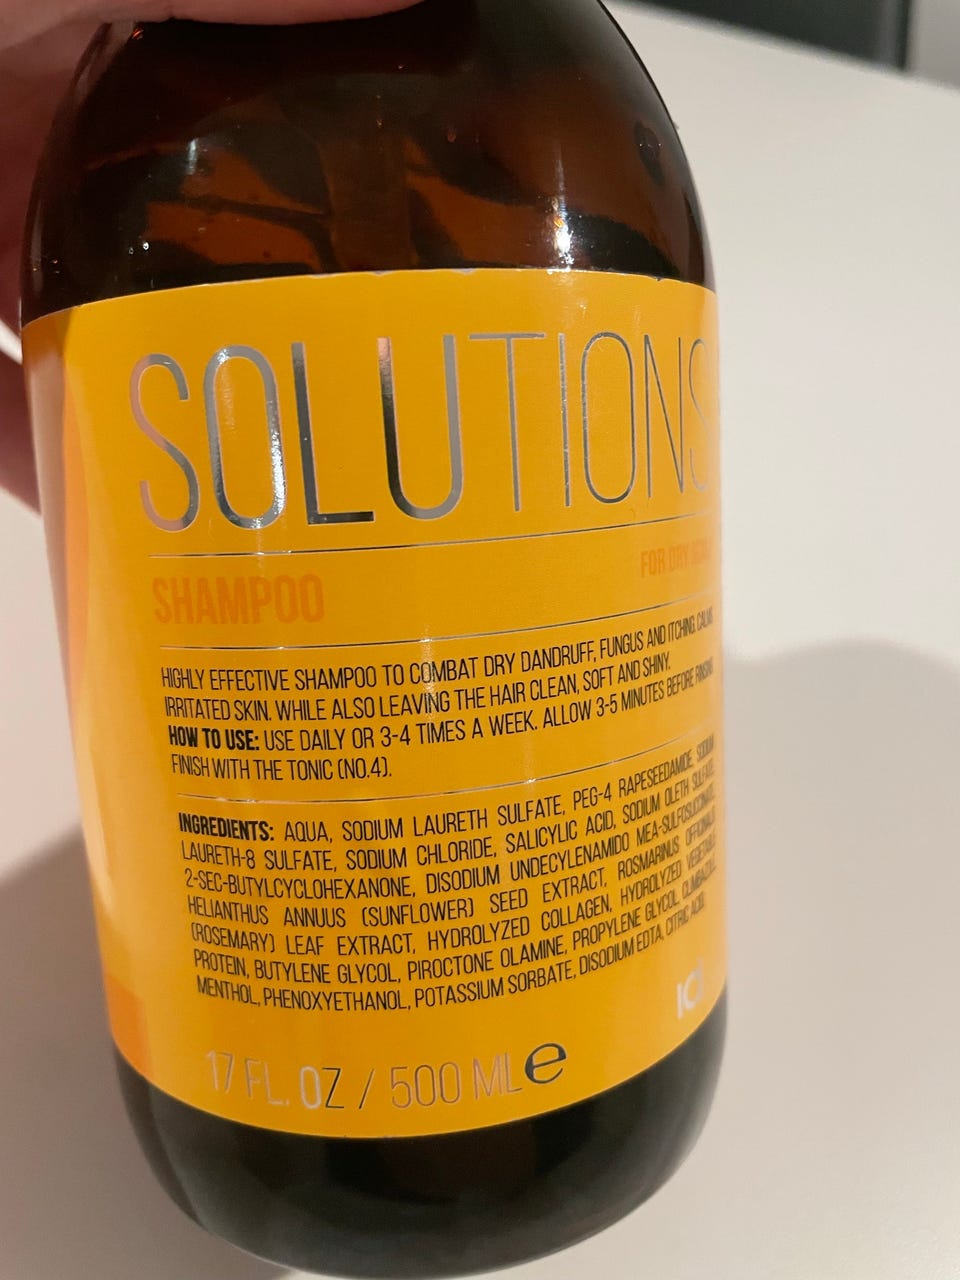 SOLUTIONS
SHAMPOO FOR DRY
HIGHLY EFFECTIVE SHAMPOO TO COMBAT DRY DANDRUFF, FUNGUS AND ITCHING. CALMS
IRRITATED SKIN. WHILE ALSO LEAVING THE HAIR CLEAN, SOFT AND SHINY.
HOW TO USE: USE DAILY OR 3-4 TIMES A WEEK. ALLOW 3-5 MINUTES BEFORE RINSING.
FINISH WITH THE TONIC (NO.4).
INGREDIENTS: AQUA, SODIUM LAURETH SULFATE, PEG-4 RAPESEEDAMIDE, SODIUM
LAURETH-8 SULFATE, SODIUM CHLORIDE, SALICYLIC ACID, SODIUM OLETH SULFATE,
2-SEC-BUTYLCYCLOHEXANONE, DISODIUM UNDECYLENAMIDO MEA-SULFOSUCCINATE,
HELIANTHUS ANNUUS (SUNFLOWER) SEED EXTRACT, ROSMARINUS OFFICINALIS
(ROSEMARY) LEAF EXTRACT, HYDROLYZED COLLAGEN, HYDROLYZED VEGETABLE
PROTEIN, BUTYLENE GLYCOL, PIROCTONE OLAMINE, PROPYLENE GLYCOL, CLIMBAZOLE,
MENTHOL, PHENOXYETHANOL, POTASSIUM SORBATE, DISODIUM EDTA, CITRIC ACID.
17 FL. OZ / 500 ML e